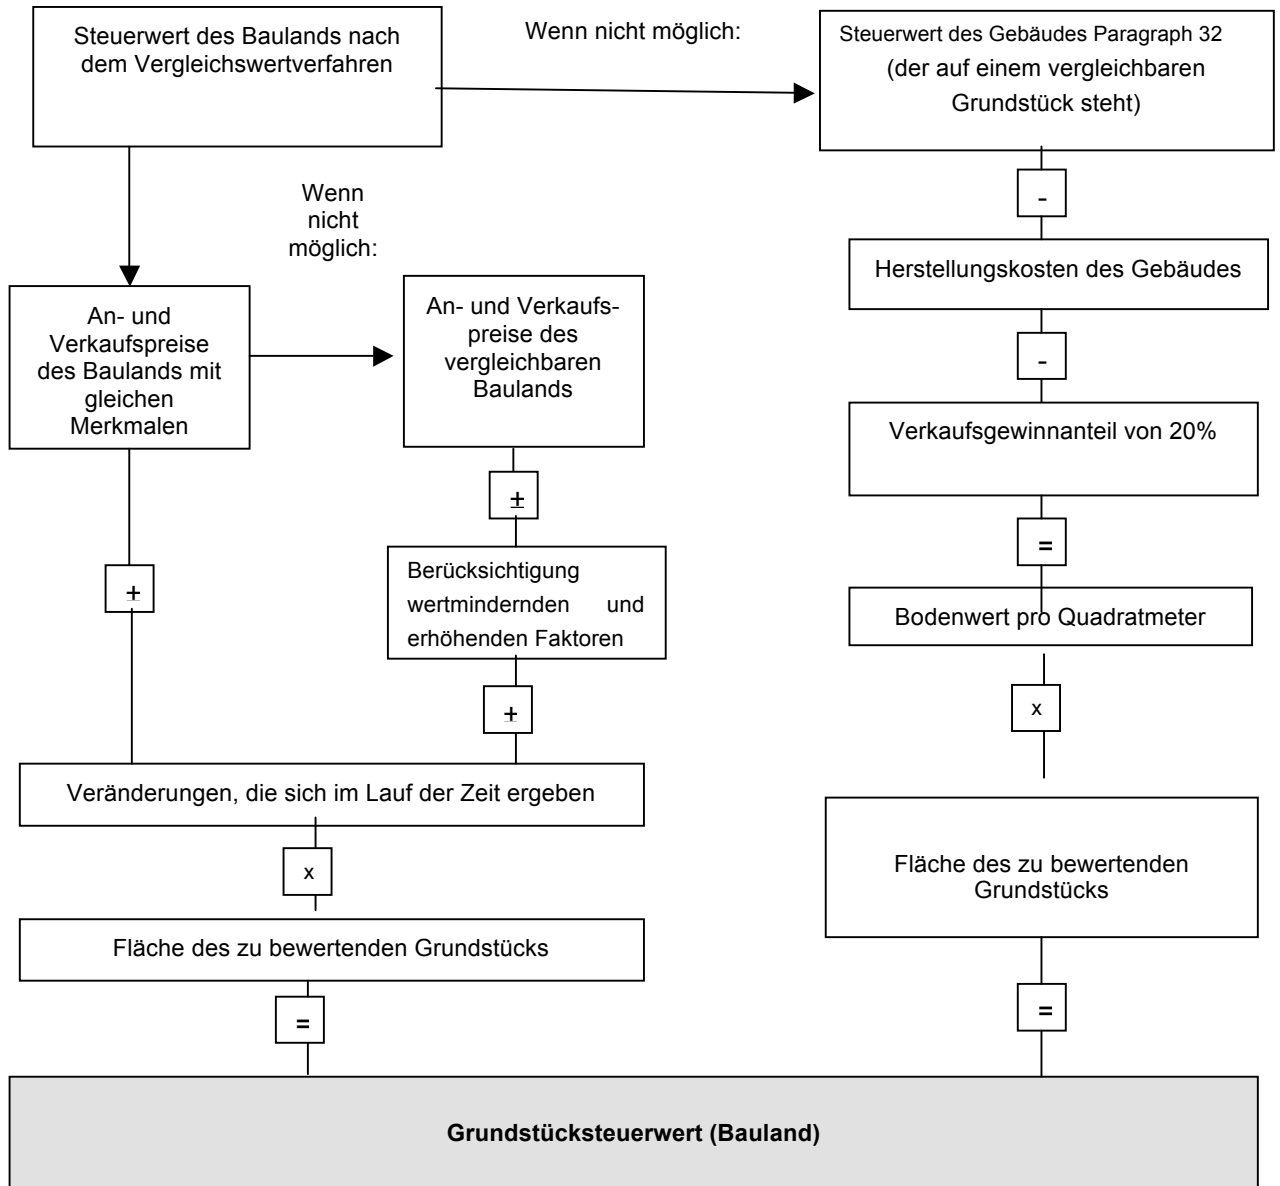 Steuerwert des Baulands nach
dem Vergleichswertverfahren
Wenn nicht möglich:
Steuerwert des Gebäudes Paragraph 32
(der auf einem vergleichbaren
Grundstück steht)
-
Herstellungskosten des Gebäudes
-
Verkaufsgewinnanteil von 20%
=
Bodenwert pro Quadratmeter
x
Fläche des zu bewertenden
Grundstücks
=
Wenn
nicht
möglich:
An- und
Verkaufspreise
des Baulands mit
gleichen
Merkmalen
±
An- und Verkaufs-
preise des
vergleichbaren
Baulands
±
Berücksichtigung
wertmindernden und
erhöhenden Faktoren
±
Veränderungen, die sich im Lauf der Zeit ergeben
x
Fläche des zu bewertenden Grundstücks
=
Grundstücksteuerwert (Bauland)